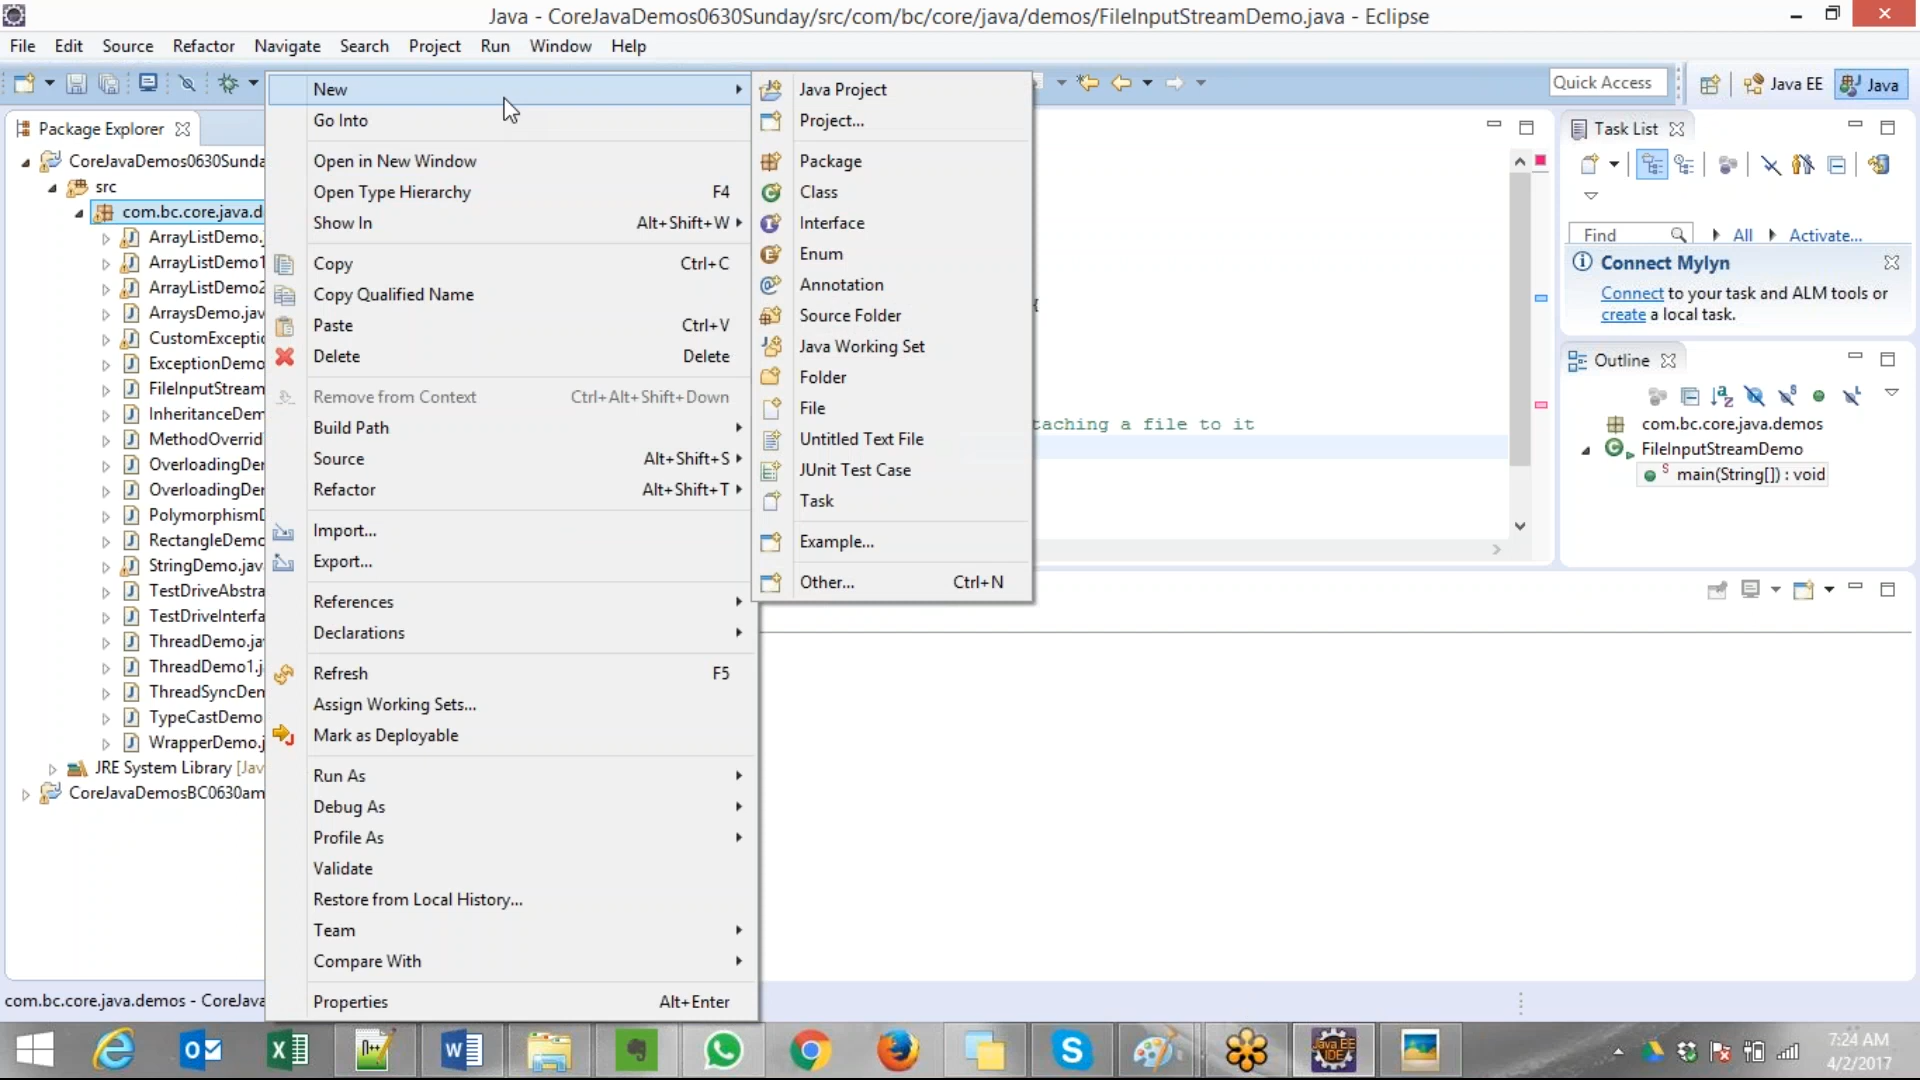 Java - CoreJavaDemos0630Sunday/src/com/bc/core/java/demos/FileInputStreamDemo.java - Eclipse
File Edit Source Refactor Navigate Search Project Run Window Help
Quick Access
Java EE
Java
Package Explorer
CoreJavaDemos0630Sunda
src
com.bc.core.java.d
ArrayListDemo.
ArrayListDemo1
ArrayListDemo2
ArraysDemo.jav
CustomExceptio
ExceptionDemo
FileInputStream
InheritanceDem
MethodOverrid
OverloadingDer
OverloadingDer
PolymorphismD
RectangleDemo
StringDemo.java
TestDriveAbstra
TestDriveInterfa
ThreadDemo.ja
ThreadDemo1.j
ThreadSyncDen
TypeCastDemo
WrapperDemo.j
JRE System Library [Jav
CoreJavaDemosBC0630am
New
Go Into
Open in New Window
Open Type Hierarchy F4
Show In Alt+Shift+W
Copy Ctrl+C
Copy Qualified Name
Paste Ctrl+V
Delete Delete
Remove from Context Ctrl+Alt+Shift+Down
Build Path
Source Alt+Shift+S
Refactor Alt+Shift+T
Import...
Export...
References
Declarations
Refresh F5
Assign Working Sets...
Mark as Deployable
Run As
Debug As
Profile As
Validate
Restore from Local History...
Team
Compare With
Properties Alt+Enter
Java Project
Project...
Package
Class
Interface
Enum
Annotation
Source Folder
Java Working Set
Folder
File
Untitled Text File
JUnit Test Case
Task
Example...
Other... Ctrl+N
{
taching a file to it
Task List
Find All Activate...
Connect Mylyn
Connect to your task and ALM tools or
create a local task.
Outline
com.bc.core.java.demos
FileInputStreamDemo
main(String[]) : void
com.bc.core.java.demos - CoreJava
7:24 AM
4/2/2017